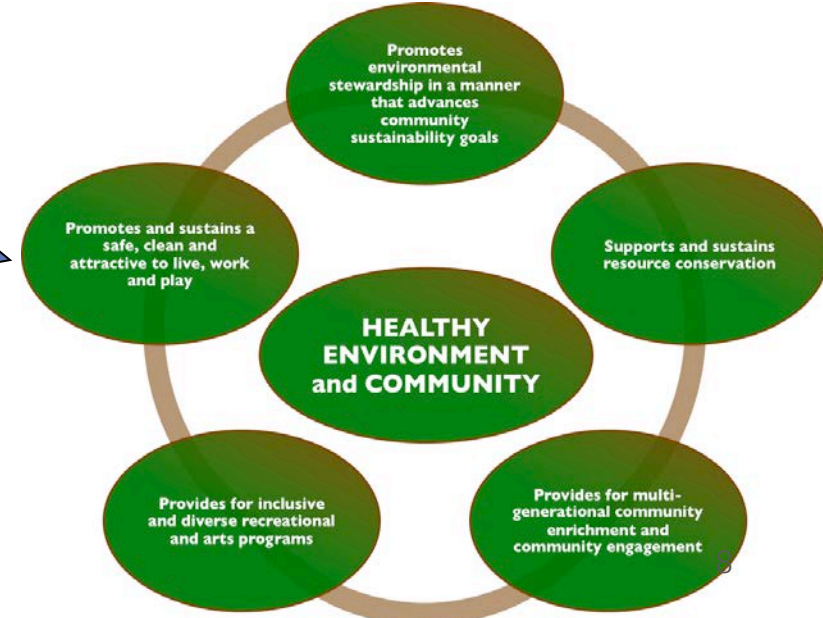 Promotes
environmental
stewardship in a manner
that advances
community
sustainability goals
Promotes and sustains a
safe, clean and
attractive to live, work
and play
Supports and sustains
resource conservation
HEALTHY
ENVIRONMENT
and COMMUNITY
Provides for inclusive
and diverse recreational
and arts programs
Provides for multi-
generational community
enrichment and
community engagement
8